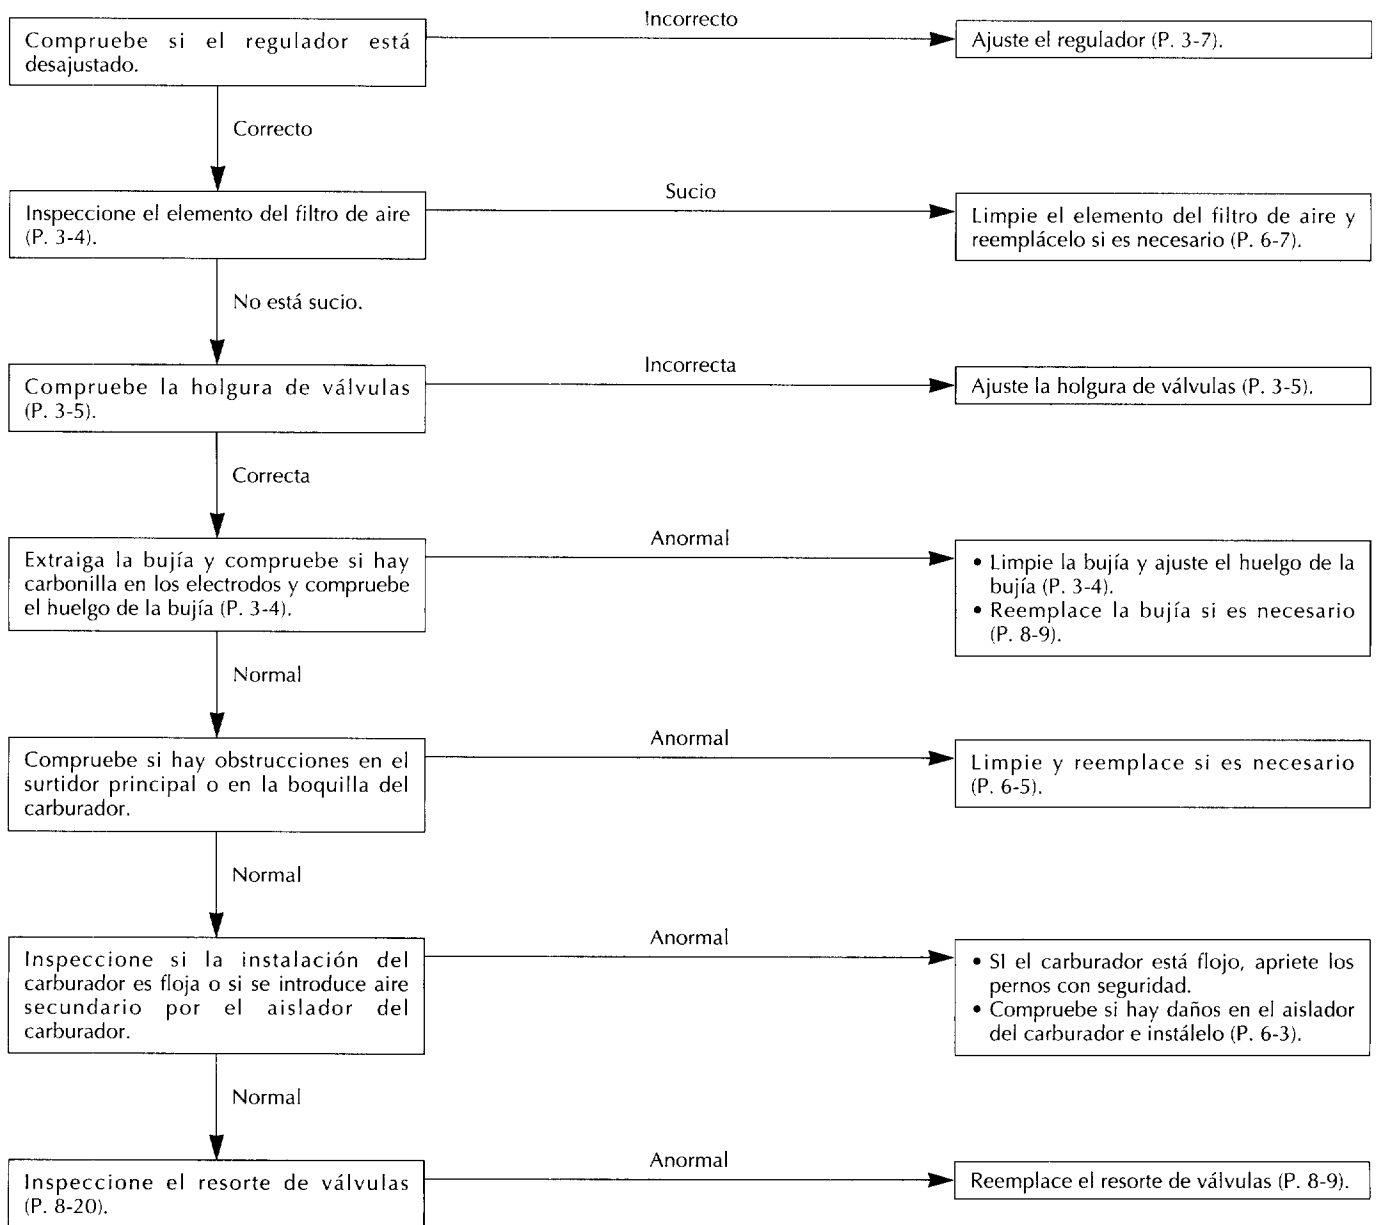 Compruebe si el regulador está
desajustado.
Incorrecto
Ajuste el regulador (P. 3-7).
Correcto
Inspeccione el elemento del filtro de aire
(P. 3-4).
Sucio
Limpie el elemento del filtro de aire y
reemplácelo si es necesario (P. 6-7).
No está sucio.
Compruebe la holgura de válvulas
(P. 3-5).
Incorrecta
Ajuste la holgura de válvulas (P. 3-5).
Correcta
Extraiga la bujía y compruebe si hay
carbonilla en los electrodos y compruebe
el huelgo de la bujía (P. 3-4).
Anormal
• Limpie la bujía y ajuste el huelgo de la
bujía (P. 3-4).
• Reemplace la bujía si es necesario
(P. 8-9).
Normal
Compruebe si hay obstrucciones en el
surtidor principal o en la boquilla del
carburador.
Anormal
Limpie y reemplace si es necesario
(P. 6-5).
Normal
Inspeccione si la instalación del
carburador es floja o si se introduce aire
secundario por el aislador del
carburador.
Anormal
• SI el carburador está flojo, apriete los
pernos con seguridad.
• Compruebe si hay daños en el aislador
del carburador e instálelo (P. 6-3).
Normal
Inspeccione el resorte de válvulas
(P. 8-20).
Anormal
Reemplace el resorte de válvulas (P. 8-9).